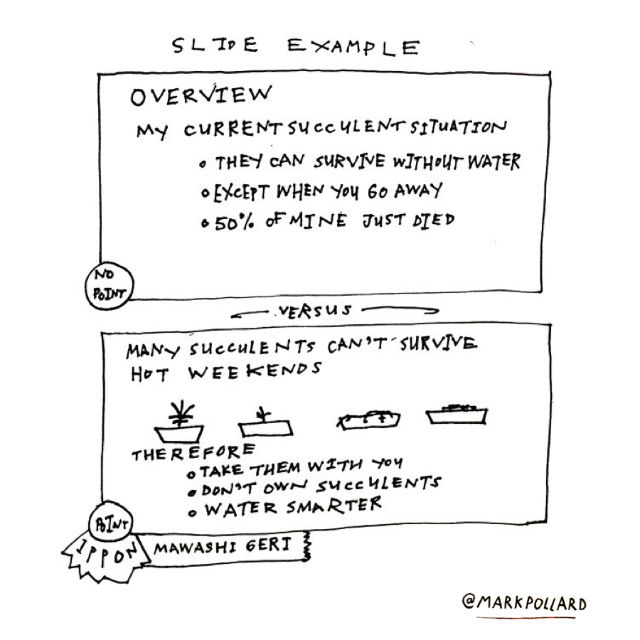 SLIDE EXAMPLE
OVERVIEW
MY CURRENT SUCCULENT SITUATION
• THEY CAN SURVIVE WITHOUT WATER
• EXCEPT WHEN YOU GO AWAY
• 50% OF MINE JUST DIED
NO
POINT
VERSUS
MANY SUCCULENTS CAN'T SURVIVE
HOT WEEKENDS
THEREFORE
• TAKE THEM WITH YOU
• DON'T OWN SUCCULENTS
• WATER SMARTER
POINT
IPPON
MAWASHI GERI
@MARKPOLLARD